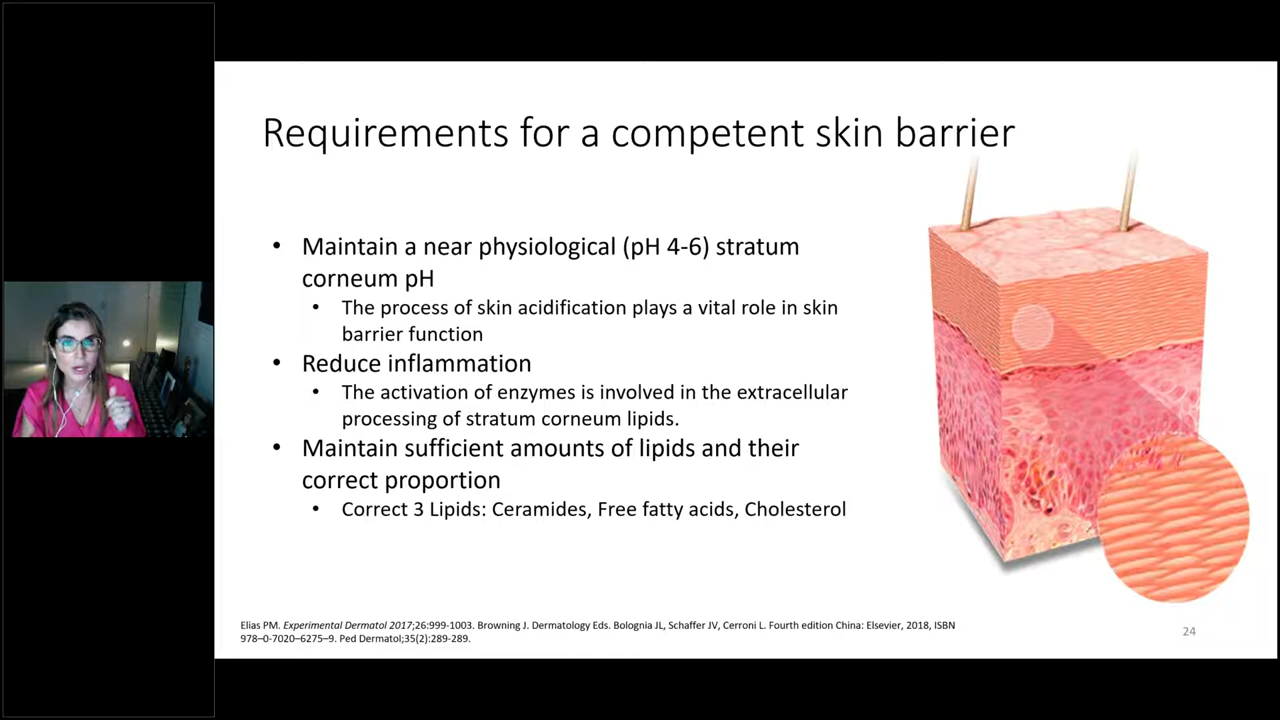 Requirements for a competent skin barrier
• Maintain a near physiological (pH 4-6) stratum
corneum pH
• The process of skin acidification plays a vital role in skin
barrier function
• Reduce inflammation
• The activation of enzymes is involved in the extracellular
processing of stratum corneum lipids.
• Maintain sufficient amounts of lipids and their
correct proportion
• Correct 3 Lipids: Ceramides, Free fatty acids, Cholesterol
Elias PM. Experimental Dermatol 2017;26:999-1003. Browning J. Dermatology Eds. Bolognia JL, Schaffer JV, Cerroni L. Fourth edition China: Elsevier, 2018, ISBN
978–0-7020–6275–9. Ped Dermatol;35(2):289-289.
24